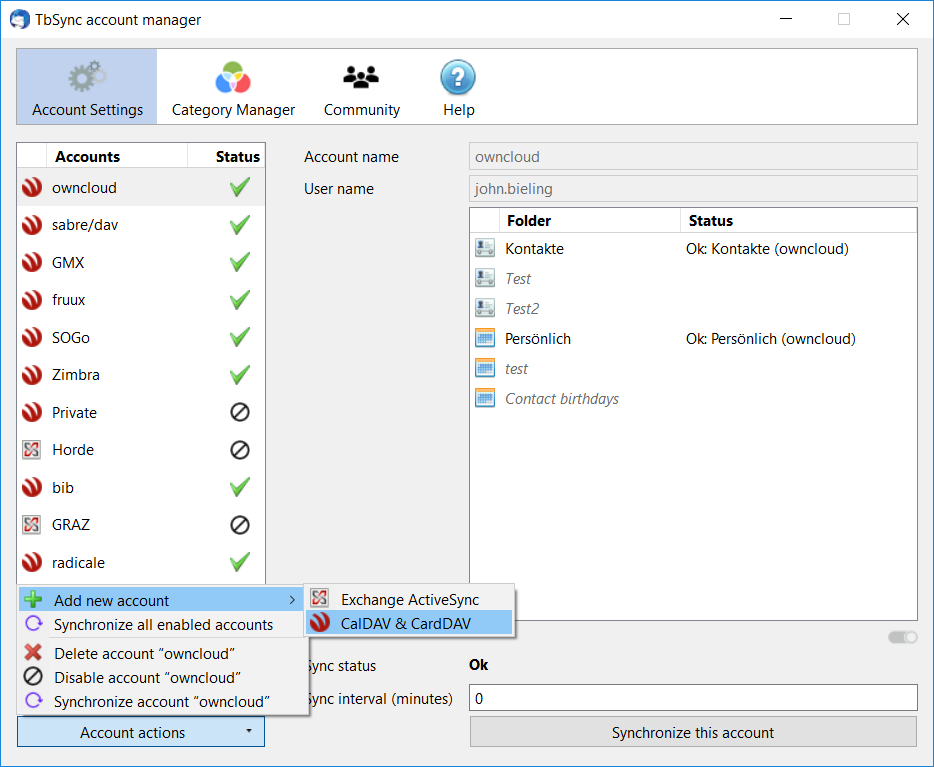 TbSync account manager
Account Settings
Category Manager
Community
Help
Accounts Status
owncloud
sabre/dav
GMX
fruux
SOGo
Zimbra
Private
Horde
bib
GRAZ
radicale
Account name owncloud
User name john.bieling
Folder Status
Kontakte Ok: Kontakte (owncloud)
Test
Test2
Persönlich Ok: Persönlich (owncloud)
test
Contact birthdays
Add new account
Synchronize all enabled accounts
Delete account “owncloud”
Disable account “owncloud”
Synchronize account “owncloud”
Exchange ActiveSync
CalDAV & CardDAV
Account actions
Sync status Ok
Sync interval (minutes) 0
Synchronize this account